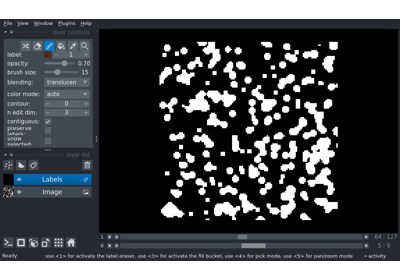 File View Window Plugins Help
layer controls
label: 1
opacity: 0.70
brush size: 15
blending: translucen
color mode: auto
contour: 0
n edit dim: 3
contiguous:
preserve labels:
show selected:
layer list
Labels
Image
1 64 127
0 5 9
Ready use <1> for activate the label eraser, use <3> for activate the fill bucket, use <4> for pick mode, use <5> for pan/zoom mode activity